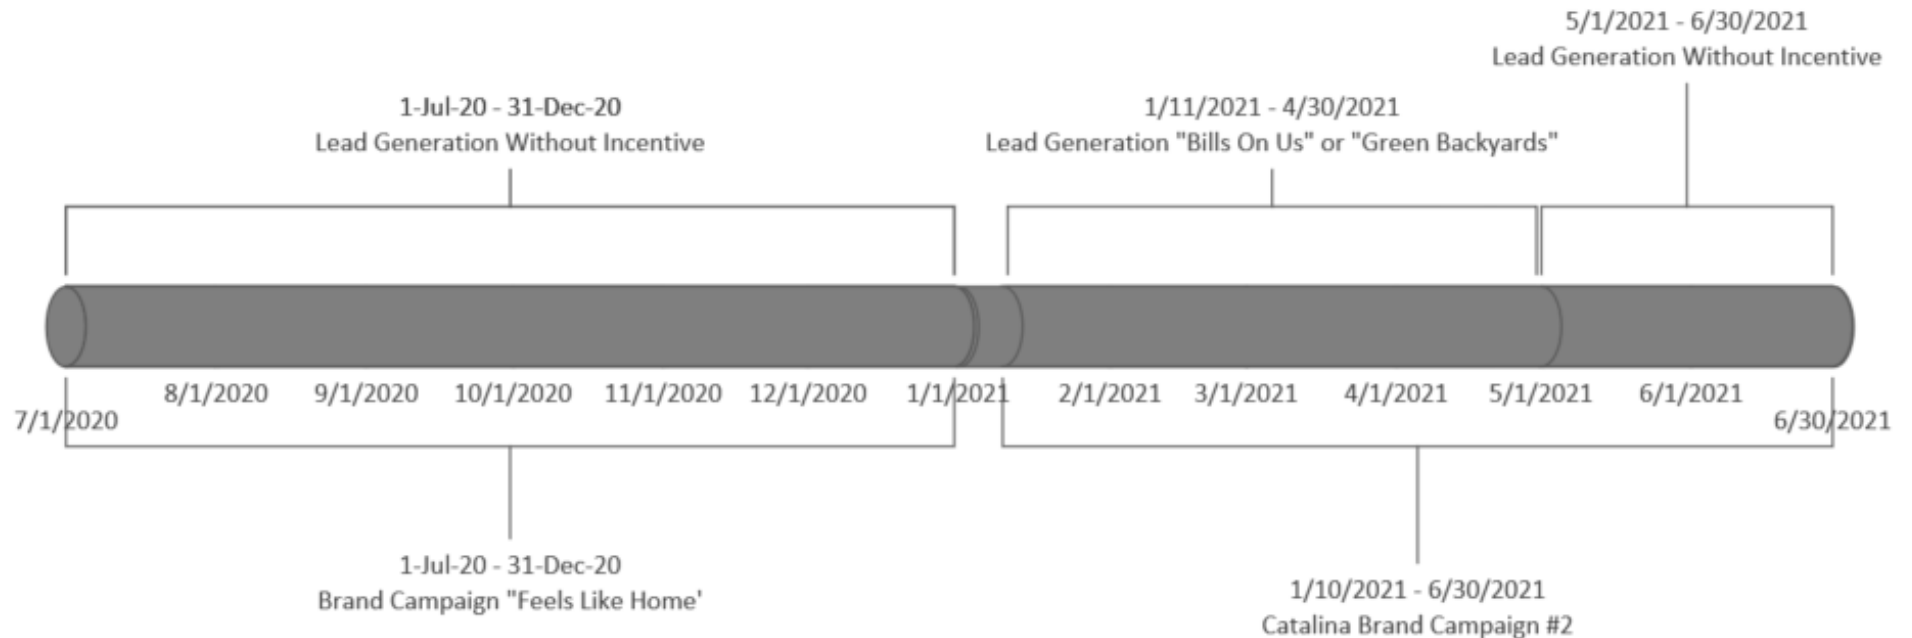 5/1/2021 - 6/30/2021
Lead Generation Without Incentive
1-Jul-20 - 31-Dec-20
Lead Generation Without Incentive
1/11/2021 - 4/30/2021
Lead Generation "Bills On Us" or "Green Backyards"
8/1/2020 9/1/2020 10/1/2020 11/1/2020 12/1/2020 1/1/2021 2/1/2021 3/1/2021 4/1/2021 5/1/2021 6/1/2021
7/1/2020 6/30/2021
1-Jul-20 - 31-Dec-20
Brand Campaign "Feels Like Home'
1/10/2021 - 6/30/2021
Catalina Brand Campaign #2